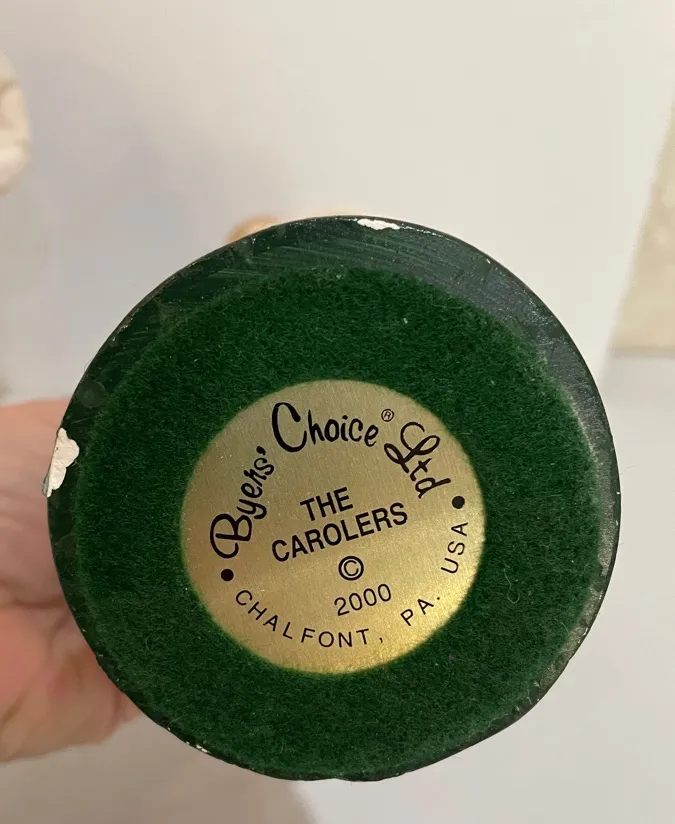 Byers' Choice® Ltd
THE
CAROLERS
©
2000
CHALFONT, PA. USA